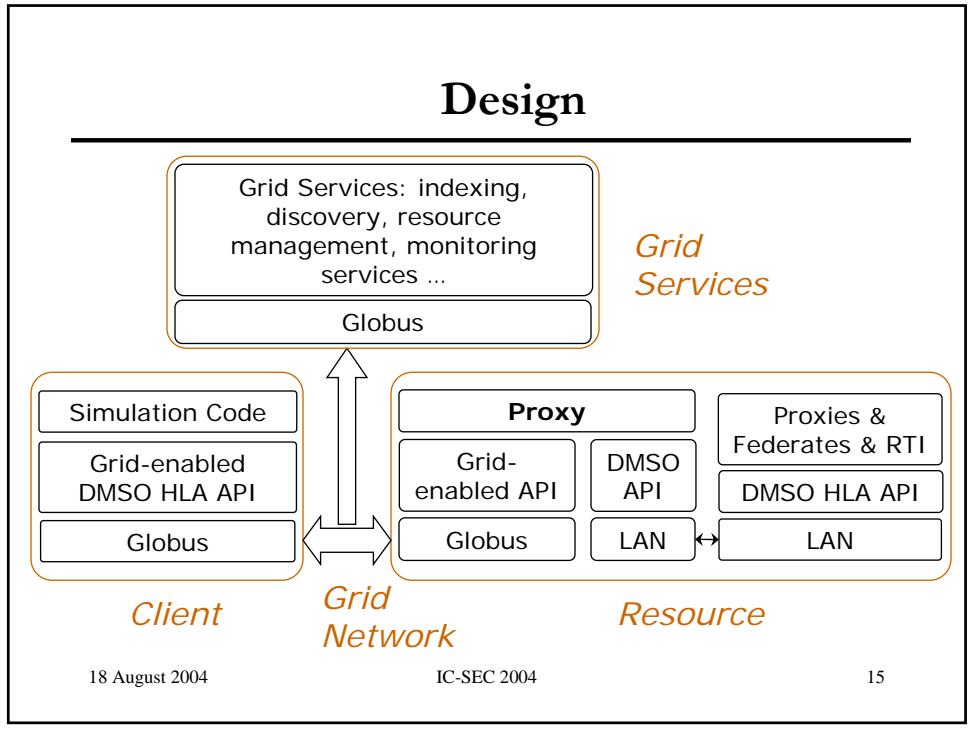 Design
Grid Services: indexing,
discovery, resource
management, monitoring
services ...
Globus
Grid
Services
Simulation Code
Grid-enabled
DMSO HLA API
Globus
Proxy
Grid-
enabled API
Globus
DMSO
API
LAN
Proxies &
Federates & RTI
DMSO HLA API
LAN
Client
Grid
Network
Resource
18 August 2004
IC-SEC 2004
15